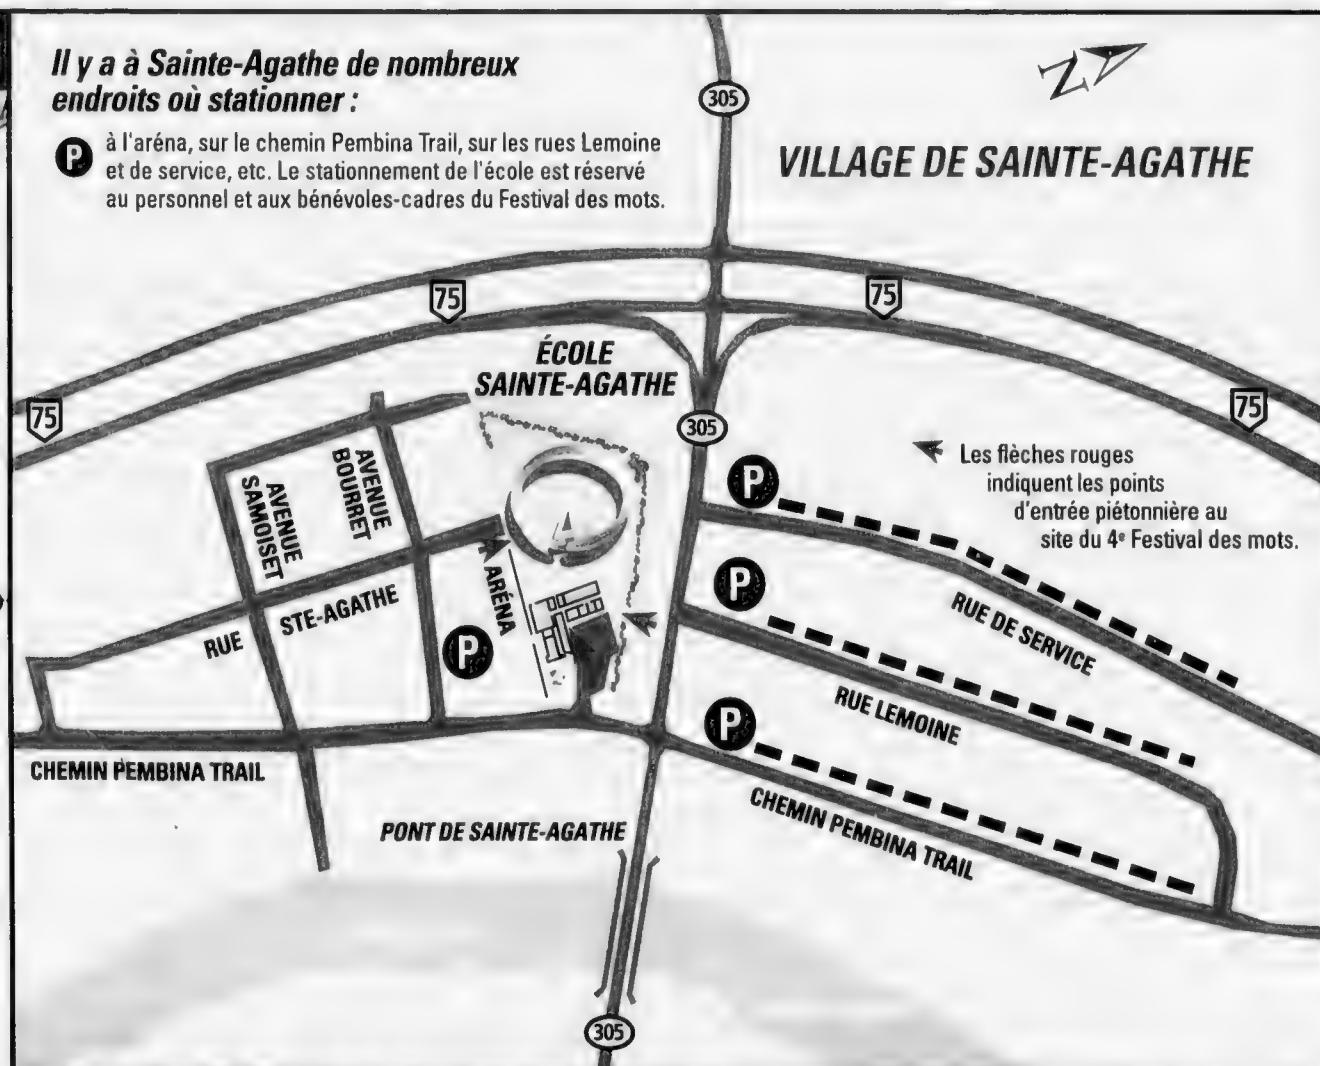 Il y a à Sainte-Agathe de nombreux
endroits où stationner :
P
à l'aréna, sur le chemin Pembina Trail, sur les rues Lemoine
et de service, etc. Le stationnement de l'école est réservé
au personnel et aux bénévoles-cadres du Festival des mots.
305
N
VILLAGE DE SAINTE-AGATHE
75
75
75
75
ÉCOLE
SAINTE-AGATHE
305
Les flèches rouges
indiquent les points
d'entrée piétonnière au
site du 4e Festival des mots.
AVENUE
BOURRET
AVENUE
SAMOISET
P
P
P
P
ARÉNA
RUE STE-AGATHE
RUE DE SERVICE
RUE LEMOINE
CHEMIN PEMBINA TRAIL
CHEMIN PEMBINA TRAIL
PONT DE SAINTE-AGATHE
305